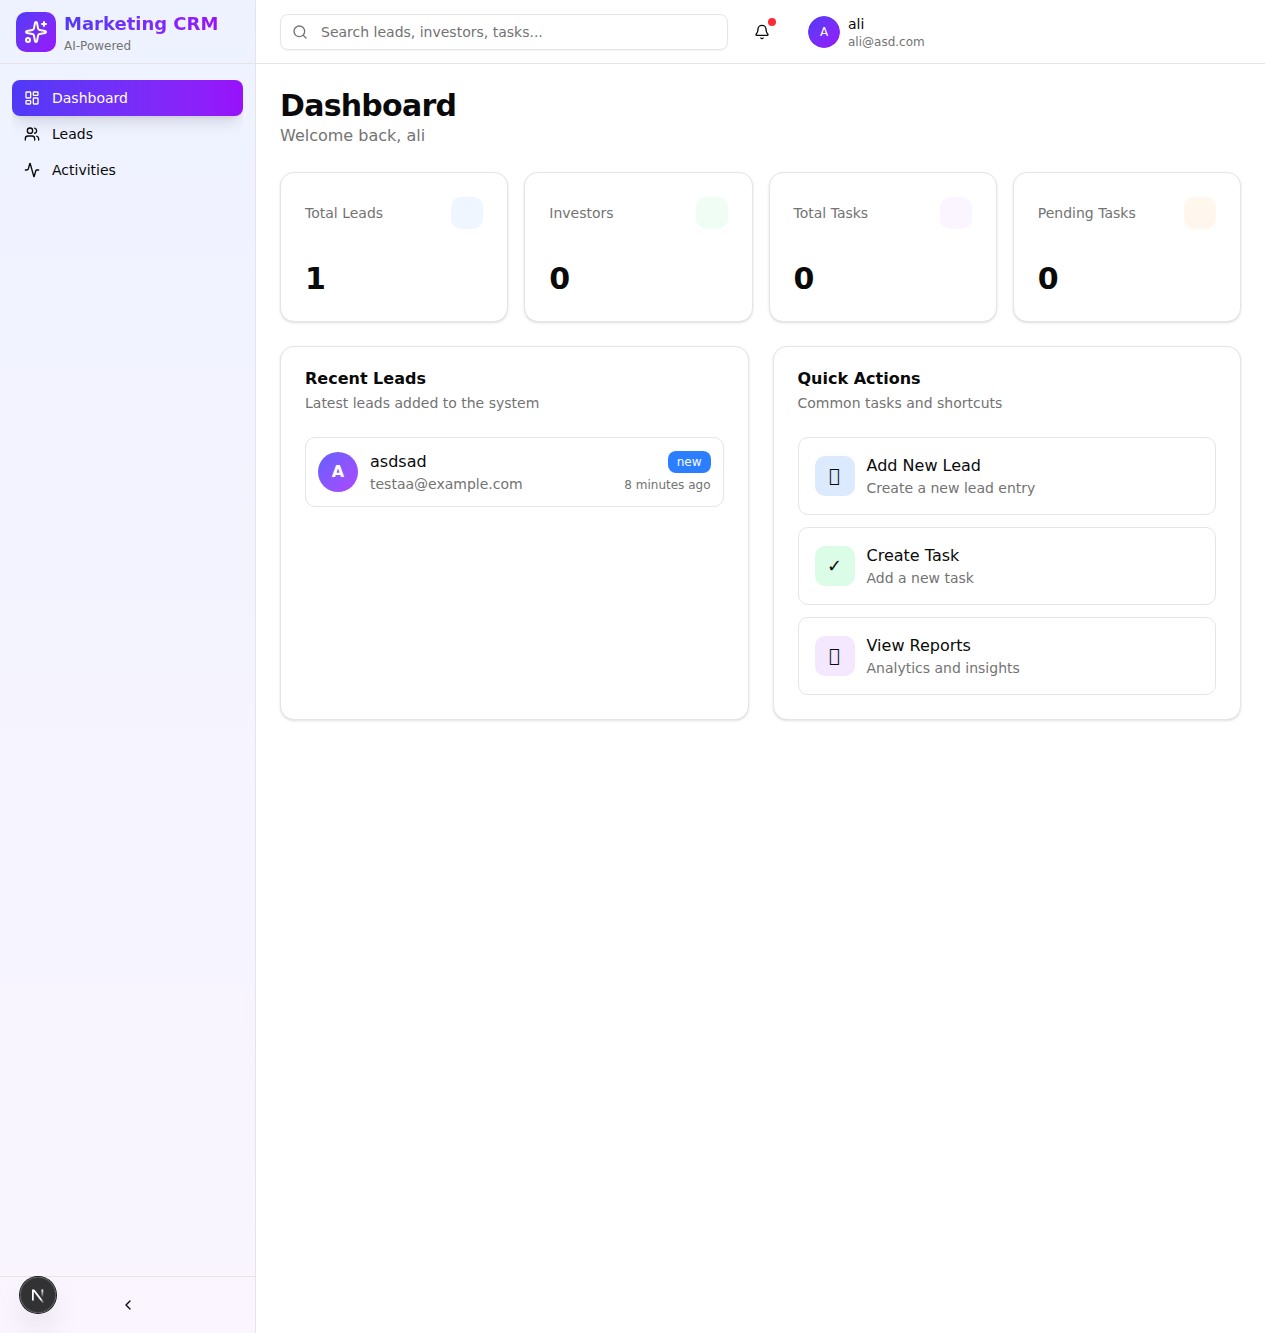 Marketing CRM
AI-Powered
Dashboard
Leads
Activities
Search leads, investors, tasks...
A
ali
ali@asd.com
Dashboard
Welcome back, ali
Total Leads
1
Investors
0
Total Tasks
0
Pending Tasks
0
Recent Leads
Latest leads added to the system
A
asdsad
testaa@example.com
new
8 minutes ago
Quick Actions
Common tasks and shortcuts
Add New Lead
Create a new lead entry
✓
Create Task
Add a new task
View Reports
Analytics and insights
N